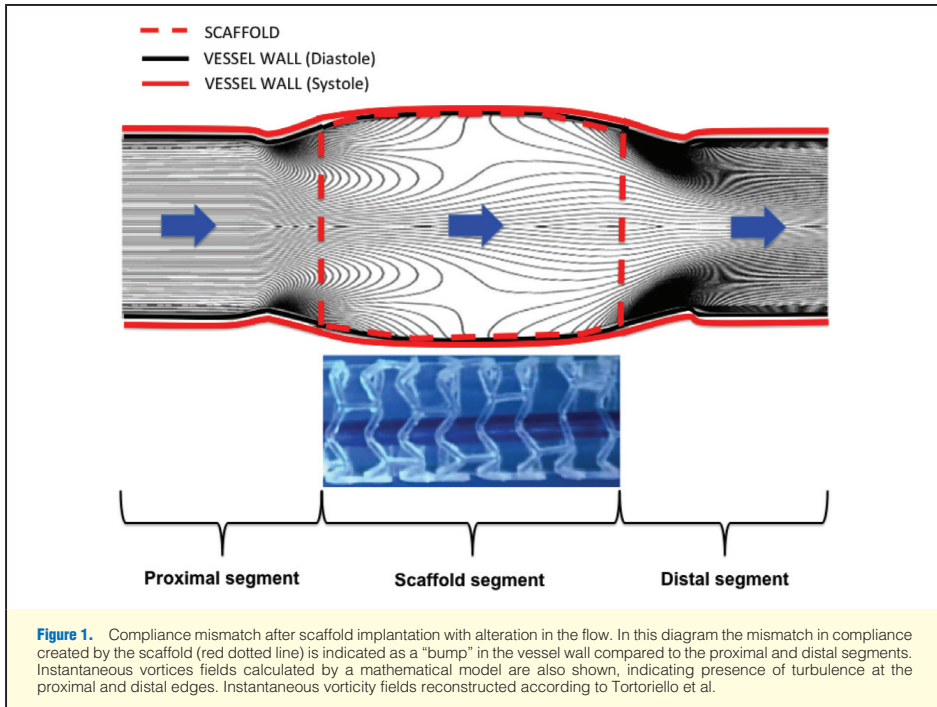 SCAFFOLD
VESSEL WALL (Diastole)
VESSEL WALL (Systole)
Proximal segment
Scaffold segment
Distal segment
Figure 1. Compliance mismatch after scaffold implantation with alteration in the flow. In this diagram the mismatch in compliance
created by the scaffold (red dotted line) is indicated as a “bump” in the vessel wall compared to the proximal and distal segments.
Instantaneous vortices fields calculated by a mathematical model are also shown, indicating presence of turbulence at the
proximal and distal edges. Instantaneous vorticity fields reconstructed according to Tortoriello et al.